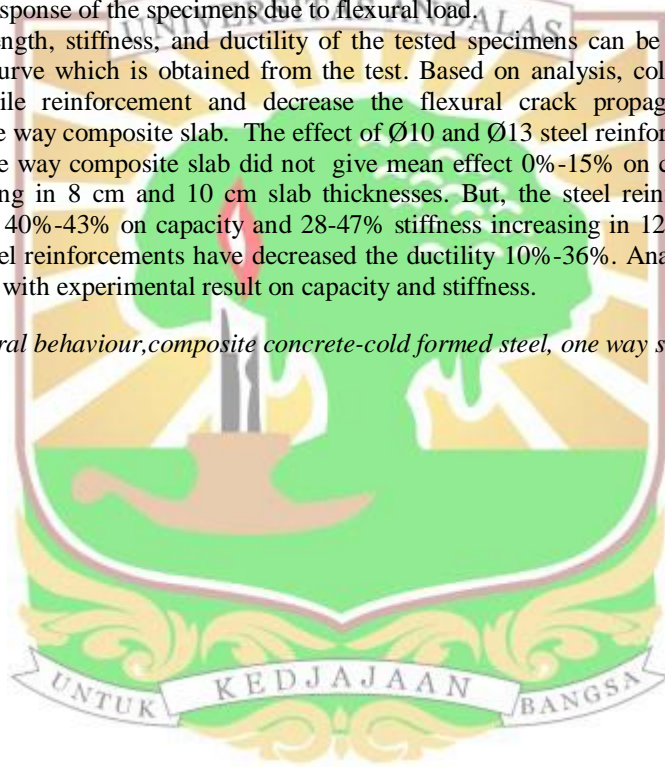 sponse of the specimens due to flexural load.
UNIVERSITAS ANDALAS
ngth, stiffness, and ductility of the tested specimens can be
urve which is obtained from the test. Based on analysis, col
ile reinforcement and decrease the flexural crack propag
e way composite slab. The effect of Ø10 and Ø13 steel reinfor
e way composite slab did not give mean effect 0%-15% on c
ng in 8 cm and 10 cm slab thicknesses. But, the steel rein
40%-43% on capacity and 28-47% stiffness increasing in 12
el reinforcements have decreased the ductility 10%-36%. Ana
with experimental result on capacity and stiffness.
ral behaviour,composite concrete-cold formed steel, one way s
UNTUK KEDJAJAAN BANGSA